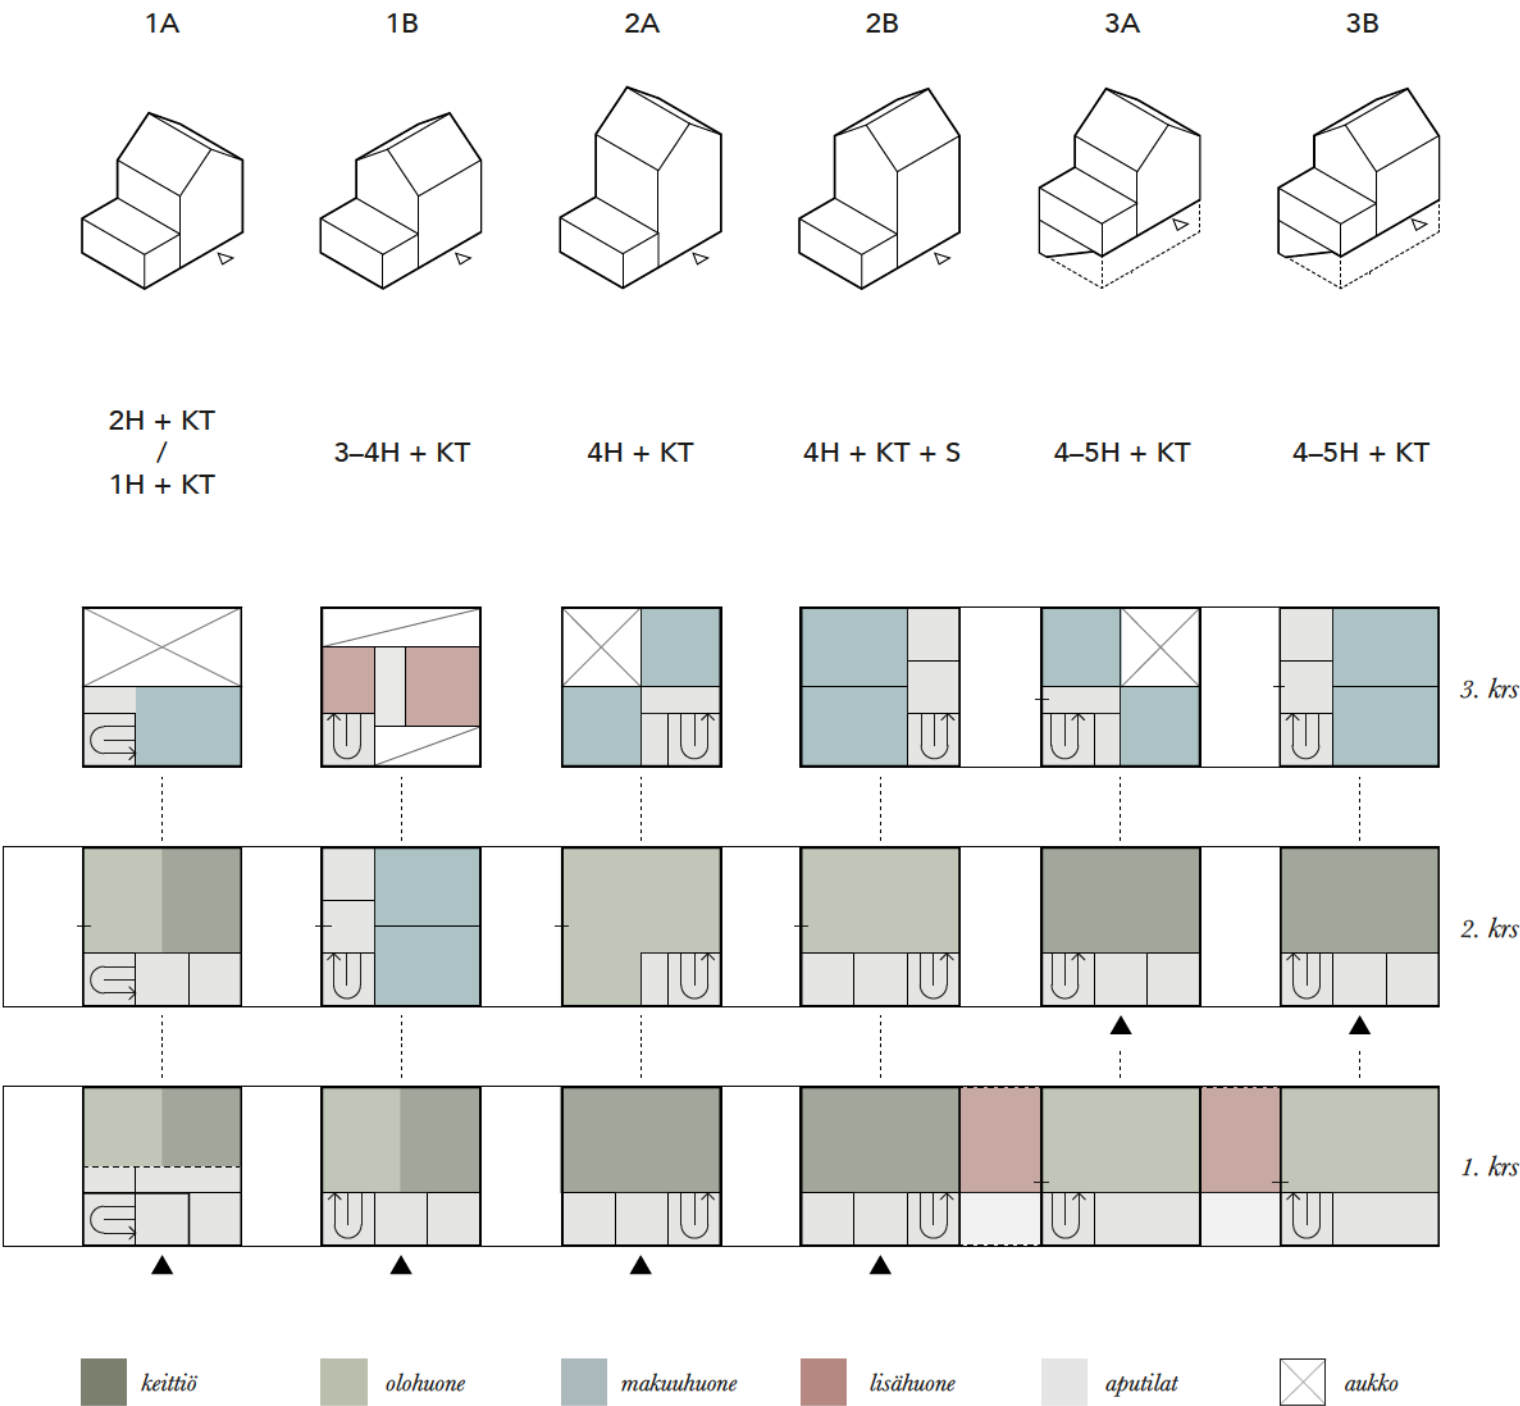 1A 1B 2A 2B 3A 3B
2H + KT
/
1H + KT
3–4H + KT
4H + KT
4H + KT + S
4–5H + KT
4–5H + KT
3. krs
2. krs
1. krs
keittiö olohuone makuuhuone lisähuone aputilat aukko